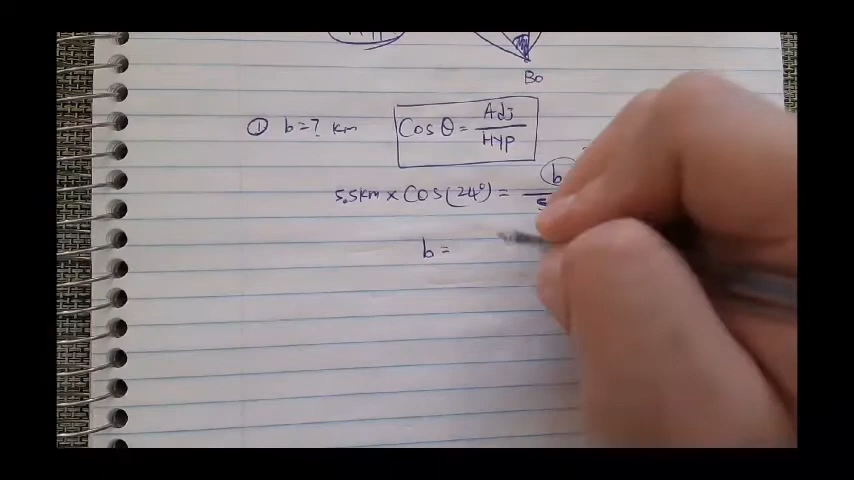 Bo
① b=? km Cos θ = Adj / Hyp
5.5km × Cos(24°) = b
b =